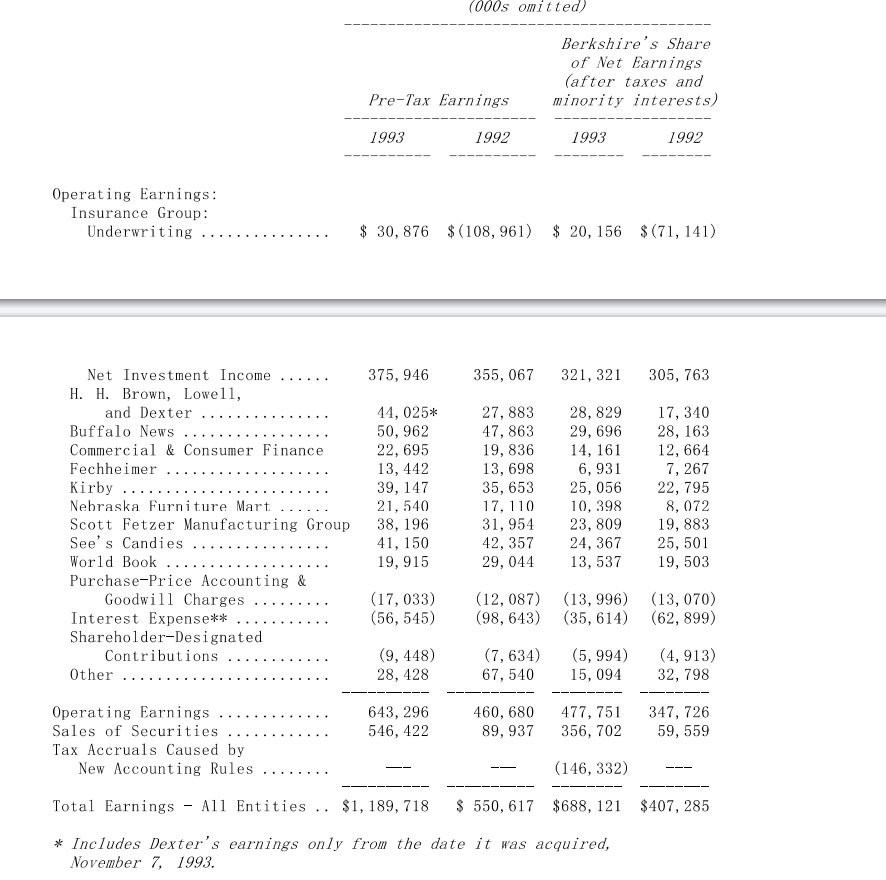 (000s omitted)
------------------------------------------
Berkshire's Share
of Net Earnings
(after taxes and
Pre-Tax Earnings minority interests)
---------------------- ------------------
1993 1992 1993 1992
---------- ---------- -------- --------
Operating Earnings:
Insurance Group:
Underwriting ............... $ 30,876 $(108,961) $ 20,156 $(71,141)
Net Investment Income ...... 375,946 355,067 321,321 305,763
H. H. Brown, Lowell,
and Dexter ............... 44,025* 27,883 28,829 17,340
Buffalo News ................. 50,962 47,863 29,696 28,163
Commercial & Consumer Finance 22,695 19,836 14,161 12,664
Fechheimer ................... 13,442 13,698 6,931 7,267
Kirby ........................ 39,147 35,653 25,056 22,795
Nebraska Furniture Mart ...... 21,540 17,110 10,398 8,072
Scott Fetzer Manufacturing Group 38,196 31,954 23,809 19,883
See's Candies ................ 41,150 42,357 24,367 25,501
World Book ................... 19,915 29,044 13,537 19,503
Purchase-Price Accounting &
Goodwill Charges ......... (17,033) (12,087) (13,996) (13,070)
Interest Expense** ........... (56,545) (98,643) (35,614) (62,899)
Shareholder-Designated
Contributions ............ (9,448) (7,634) (5,994) (4,913)
Other ........................ 28,428 67,540 15,094 32,798
---------- ---------- -------- --------
Operating Earnings ............. 643,296 460,680 477,751 347,726
Sales of Securities ............ 546,422 89,937 356,702 59,559
Tax Accruals Caused by
New Accounting Rules ........ --- --- (146,332) ---
---------- ---------- -------- --------
Total Earnings - All Entities .. $1,189,718 $ 550,617 $688,121 $407,285
* Includes Dexter's earnings only from the date it was acquired,
November 7, 1993.